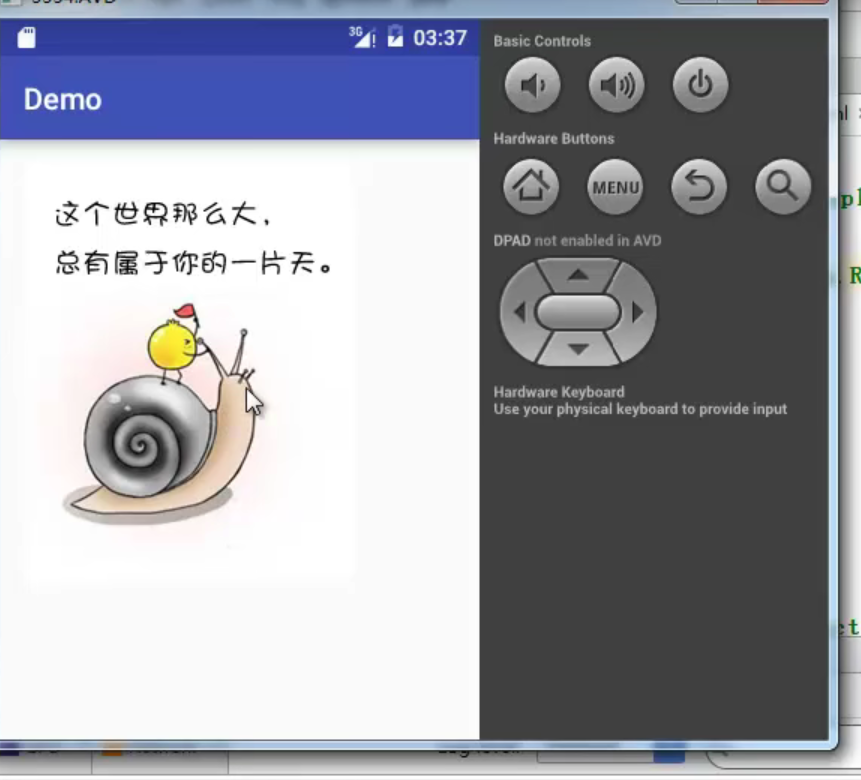 3G 03:37
Demo
这个世界那么大,
总有属于你的一片天。
Basic Controls
Hardware Buttons
MENU
DPAD not enabled in AVD
Hardware Keyboard
Use your physical keyboard to provide input